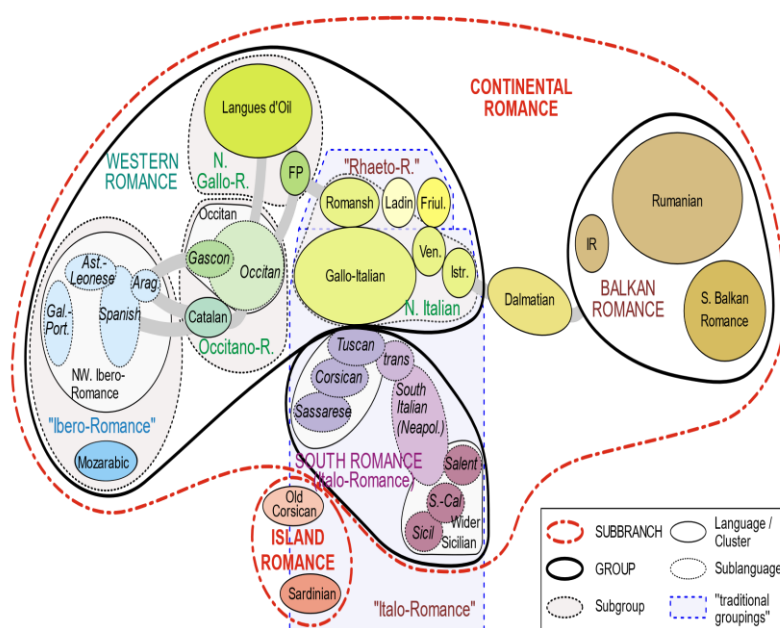 CONTINENTAL
ROMANCE
Langues d'Oil
WESTERN
ROMANCE
N.
Gallo-R.
FP
"Rhaeto-R."
Romansh
Ladin
Friul.
Occitan
Gascon
Occitan
Gallo-Italian
Ven.
Istr.
N. Italian
Ast.-
Leonese
Arag.
Gal.-
Port.
Spanish
Catalan
Occitano-R.
NW. Ibero-
Romance
"Ibero-Romance"
Mozarabic
Dalmatian
Rumanian
IR
BALKAN
ROMANCE
S. Balkan
Romance
Tuscan
trans
Corsican
Sassarese
South
Italian
(Neapol.)
SOUTH ROMANCE
(Italo-Romance)
Salent
S.-Cal
Sicil
Wider
Sicilian
Old
Corsican
ISLAND
ROMANCE
Sardinian
"Italo-Romance"
SUBBRANCH
Language /
Cluster
GROUP
Sublanguage
Subgroup
"traditional
groupings"